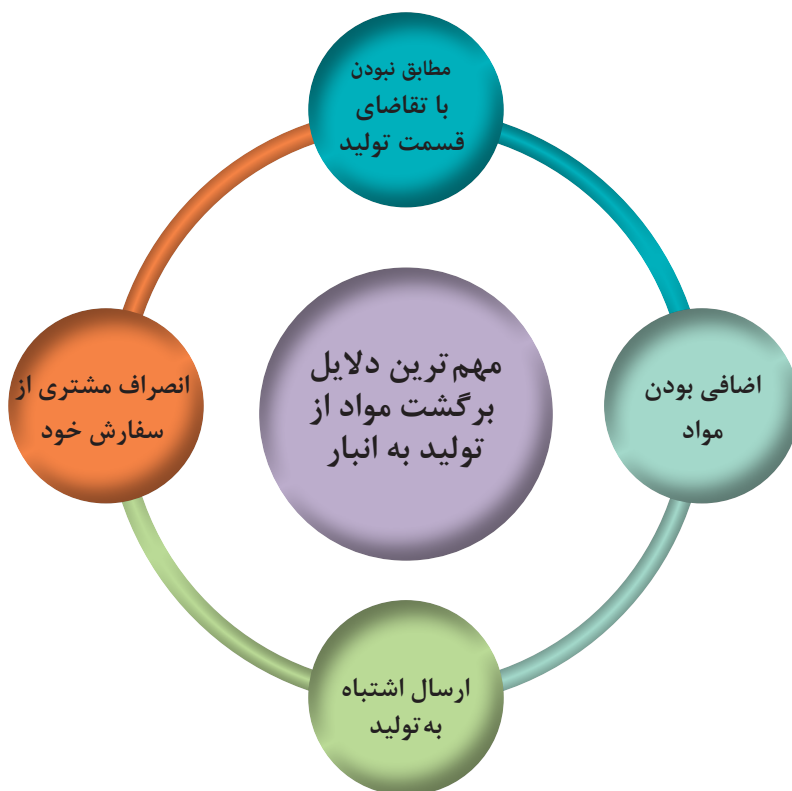 مطابق نبودن
با تقاضای
قسمت تولید
مهم‌ترین دلایل
برگشت مواد از
تولید به انبار
اضافی بودن
مواد
انصراف مشتری از
سفارش خود
ارسال اشتباه
به تولید